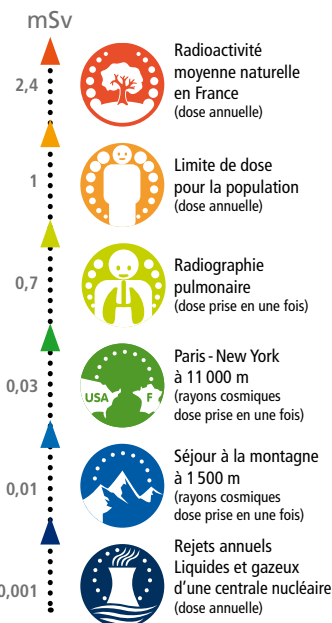 mSv
2,4
Radioactivité
moyenne naturelle
en France
(dose annuelle)
1
Limite de dose
pour la population
(dose annuelle)
0,7
Radiographie
pulmonaire
(dose prise en une fois)
0,03
USA F
Paris - New York
à 11 000 m
(rayons cosmiques
dose prise en une fois)
0,01
Séjour à la montagne
à 1 500 m
(rayons cosmiques
dose prise en une fois)
0,001
Rejets annuels
Liquides et gazeux
d'une centrale nucléaire
(dose annuelle)